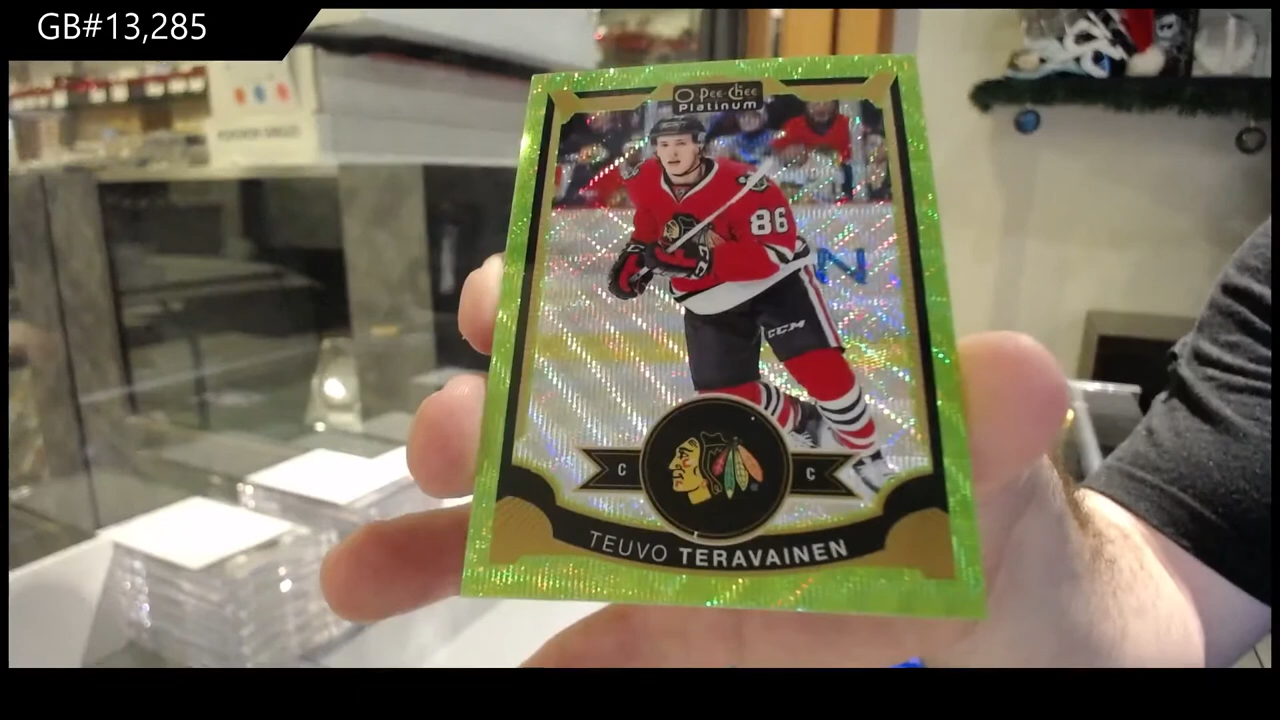 GB#13,285
O-Pee-Chee
Platinum
86
N
CCM
C
C
TEUVO TERAVAINEN